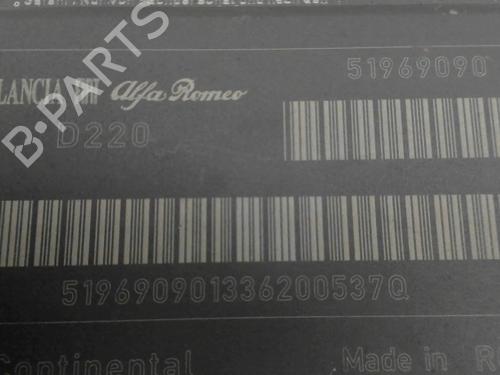 51969090
LANCIA Alfa Romeo
D220
51969090133620053​7Q
Continental Made in R
B-PARTS